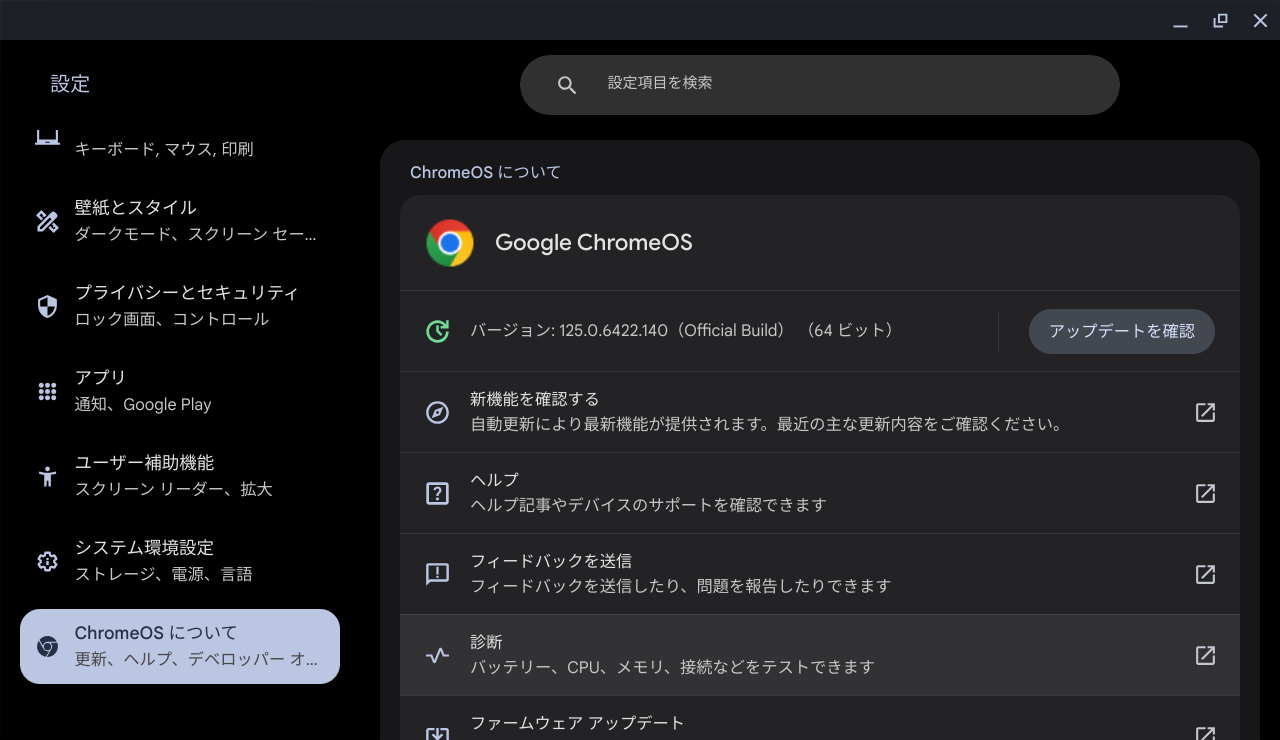 設定
設定項目を検索
キーボード, マウス, 印刷
壁紙とスタイル
ダークモード、スクリーン セー...
プライバシーとセキュリティ
ロック画面、コントロール
アプリ
通知、Google Play
ユーザー補助機能
スクリーン リーダー、拡大
システム環境設定
ストレージ、電源、言語
ChromeOS について
更新、ヘルプ、デベロッパー オ...
ChromeOS について
Google ChromeOS
バージョン: 125.0.6422.140（Official Build） （64 ビット）
アップデートを確認
新機能を確認する
自動更新により最新機能が提供されます。最近の主な更新内容をご確認ください。
ヘルプ
ヘルプ記事やデバイスのサポートを確認できます
フィードバックを送信
フィードバックを送信したり、問題を報告したりできます
診断
バッテリー、CPU、メモリ、接続などをテストできます
ファームウェア アップデート